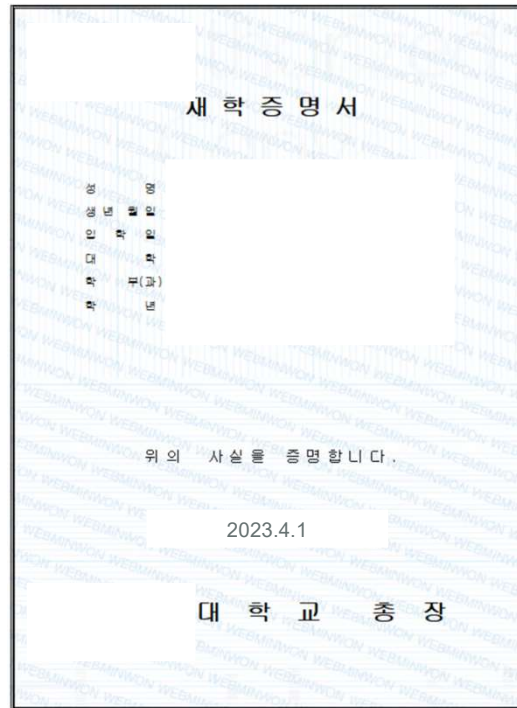 재학증명서
성 명
생년월일
입 학 일
대 학
학 부(과)
학 년
위의 사실을 증명합니다.
2023.4.1
대 학 교 총 장
WEBMINWON